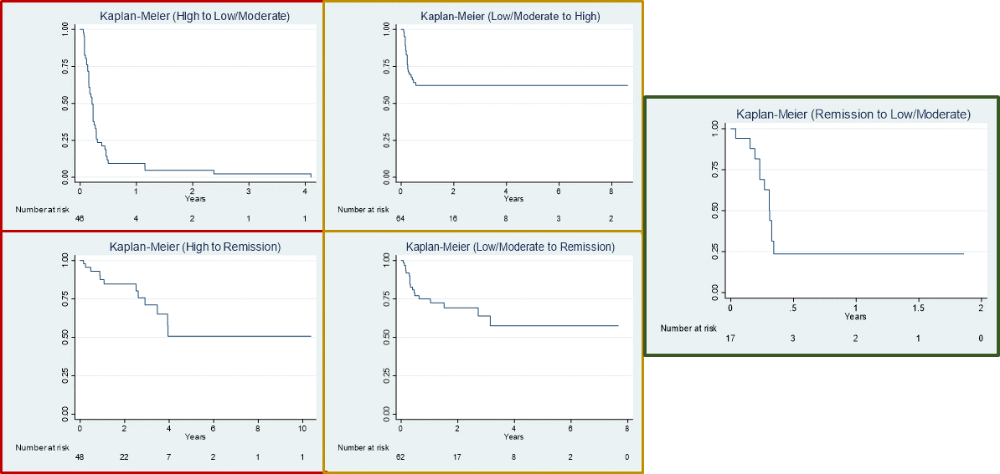 Kaplan-Meier (High to Low/Moderate)
1.00
0.75
0.50
0.25
0.00
0 1 2 3 4
Years
Number at risk
46 4 2 1 1
Kaplan-Meier (Low/Moderate to High)
1.00
0.75
0.50
0.25
0.00
0 2 4 6 8
Years
Number at risk
64 16 8 3 2
Kaplan-Meier (High to Remission)
1.00
0.75
0.50
0.25
0.00
0 2 4 6 8 10
Years
Number at risk
48 22 7 2 1 1
Kaplan-Meier (Low/Moderate to Remission)
1.00
0.75
0.50
0.25
0.00
0 2 4 6 8
Years
Number at risk
62 17 8 2 0
Kaplan-Meier (Remission to Low/Moderate)
1.00
0.75
0.50
0.25
0.00
0 .5 1 1.5 2
Years
Number at risk
17 3 2 1 0